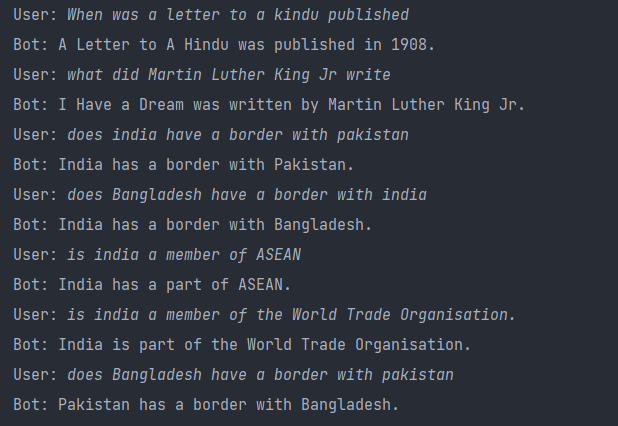 User: When was a letter to a kindu published
Bot: A Letter to A Hindu was published in 1908.
User: what did Martin Luther King Jr write
Bot: I Have a Dream was written by Martin Luther King Jr.
User: does india have a border with pakistan
Bot: India has a border with Pakistan.
User: does Bangladesh have a border with india
Bot: India has a border with Bangladesh.
User: is india a member of ASEAN
Bot: India has a part of ASEAN.
User: is india a member of the World Trade Organisation.
Bot: India is part of the World Trade Organisation.
User: does Bangladesh have a border with pakistan
Bot: Pakistan has a border with Bangladesh.